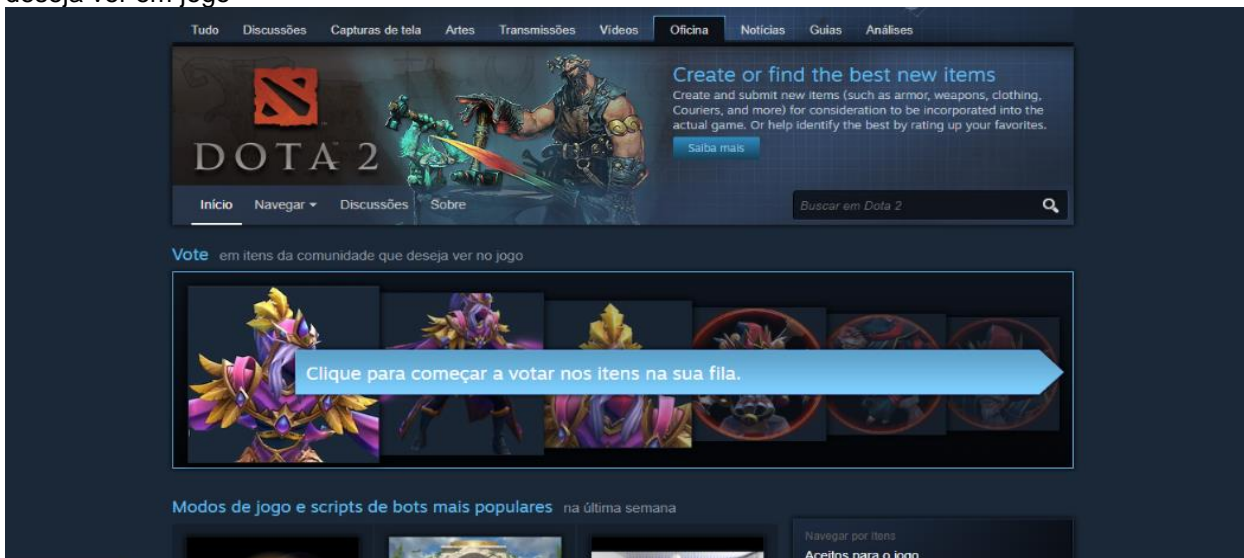 deseja ver em jogo
Tudo Discussões Capturas de tela Artes Transmissões Vídeos Oficina Notícias Guias Análises
DOTA 2
Create or find the best new items
Create and submit new items (such as armor, weapons, clothing,
Couriers, and more) for consideration to be incorporated into the
actual game. Or help identify the best by rating up your favorites.
Saiba mais
Início Navegar Discussões Sobre
Buscar em Dota 2
Vote em itens da comunidade que deseja ver no jogo
Clique para começar a votar nos itens na sua fila.
Modos de jogo e scripts de bots mais populares na última semana
Navegar por itens
Aceitos para o jogo